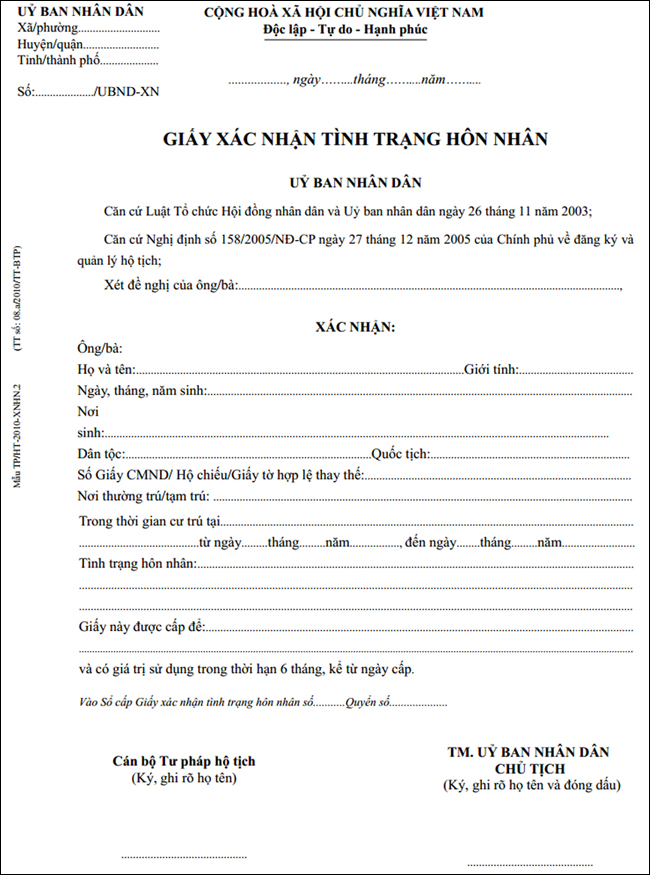 UỶ BAN NHÂN DÂN
Xã/phường............................
Huyện/quận..........................
Tỉnh/thành phố....................
Số:..................../UBND-XN
CỘNG HOÀ XÃ HỘI CHỦ NGHĨA VIỆT NAM
Độc lập - Tự do - Hạnh phúc
..................., ngày……...tháng……...năm……...
GIẤY XÁC NHẬN TÌNH TRẠNG HÔN NHÂN
UỶ BAN NHÂN DÂN
Căn cứ Luật Tổ chức Hội đồng nhân dân và Uỷ ban nhân dân ngày 26 tháng 11 năm 2003;
Căn cứ Nghị định số 158/2005/NĐ-CP ngày 27 tháng 12 năm 2005 của Chính phủ về đăng ký và
quản lý hộ tịch;
Xét đề nghị của ông/bà:..............................................................................................................,
XÁC NHẬN:
Ông/bà:
Họ và tên:..............................................................................................Giới tính:.................................
Ngày, tháng, năm sinh:.........................................................................................................................
Nơi
sinh:................................................................................................................................................
Dân tộc:......................................................................Quốc tịch:.........................................................
Số Giấy CMND/ Hộ chiếu/Giấy tờ hợp lệ thay thế:.............................................................................
Nơi thường trú/tạm trú: ........................................................................................................................
Trong thời gian cư trú tại......................................................................................................................
..................................từ ngày........tháng........năm..............., đến ngày.......tháng........năm.....................
Tình trạng hôn nhân:.............................................................................................................................
...............................................................................................................................................................
...............................................................................................................................................................
Giấy này được cấp để:..........................................................................................................................
...............................................................................................................................................................
và có giá trị sử dụng trong thời hạn 6 tháng, kể từ ngày cấp.
Vào Sổ cấp Giấy xác nhận tình trạng hôn nhân số..........Quyển số...................
Cán bộ Tư pháp hộ tịch
(Ký, ghi rõ họ tên)
....................................
TM. UỶ BAN NHÂN DÂN
CHỦ TỊCH
(Ký, ghi rõ họ tên và đóng dấu)
....................................
Mẫu TP/HT-2010-XNHN.2 (TT số: 08.a/2010/TT-BTP)